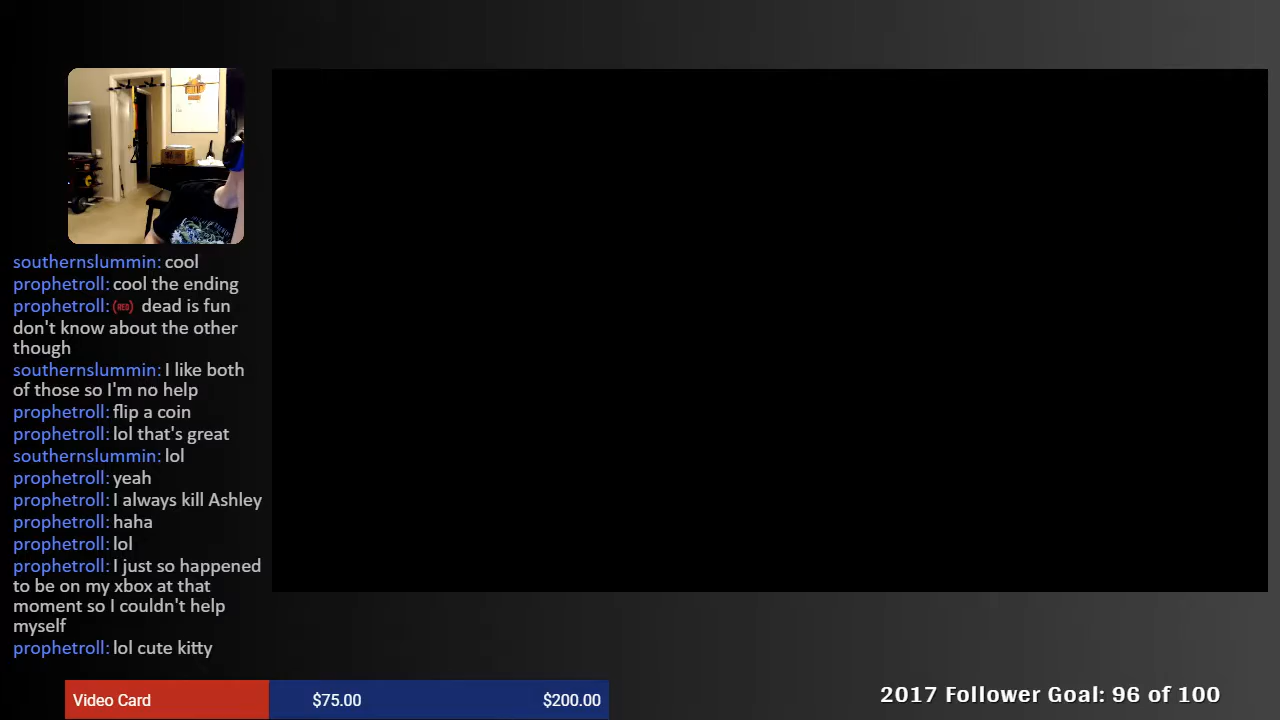 southernslummin: cool
prophetroll: cool the ending
prophetroll: (RED) dead is fun
don't know about the other
though
southernslummin: I like both
of those so I'm no help
prophetroll: flip a coin
prophetroll: lol that's great
southernslummin: lol
prophetroll: yeah
prophetroll: I always kill Ashley
prophetroll: haha
prophetroll: lol
prophetroll: I just so happened
to be on my xbox at that
moment so I couldn't help
myself
prophetroll: lol cute kitty
Video Card $75.00 $200.00
2017 Follower Goal: 96 of 100